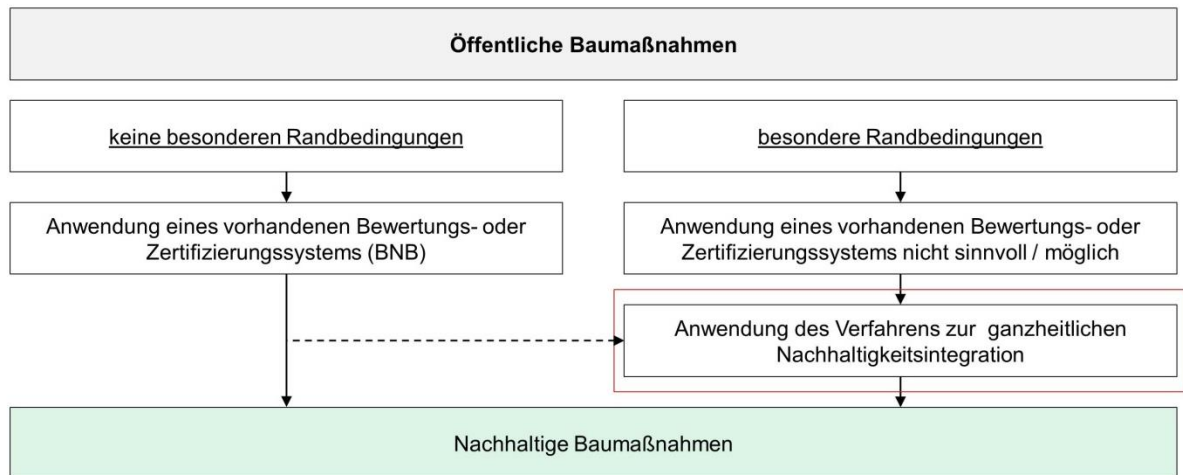 Öffentliche Baumaßnahmen
keine besonderen Randbedingungen
besondere Randbedingungen
Anwendung eines vorhandenen Bewertungs- oder
Zertifizierungssystems (BNB)
Anwendung eines vorhandenen Bewertungs- oder
Zertifizierungssystems nicht sinnvoll / möglich
Anwendung des Verfahrens zur ganzheitlichen
Nachhaltigkeitsintegration
Nachhaltige Baumaßnahmen